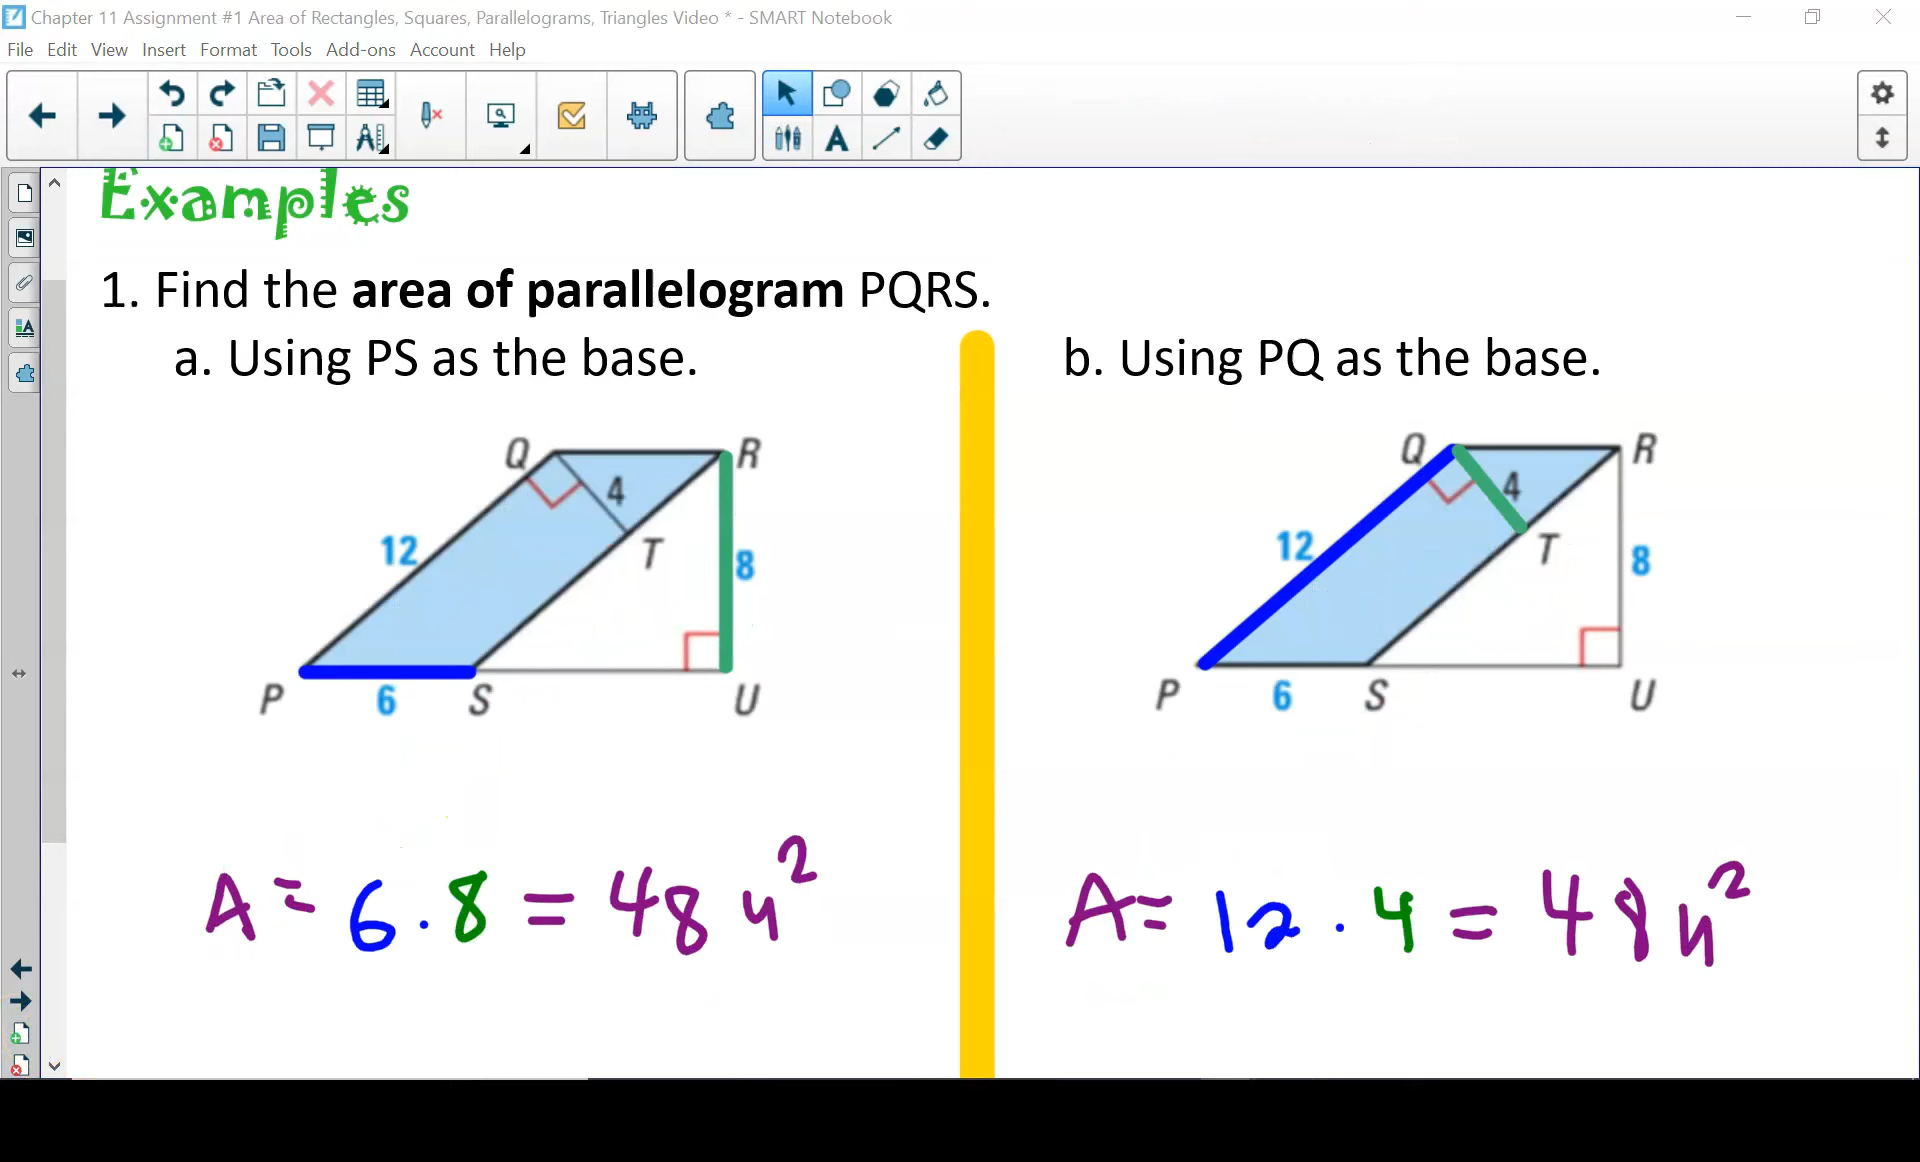 Chapter 11 Assignment #1 Area of Rectangles, Squares, Parallelograms, Triangles Video * - SMART Notebook
File Edit View Insert Format Tools Add-ons Account Help
Examples
1. Find the area of parallelogram PQRS.
a. Using PS as the base.
Q R
4
12 T 8
P 6 S U
A = 6 · 8 = 48 u²
b. Using PQ as the base.
Q R
4
12 T 8
P 6 S U
A = 12 · 4 = 48 u²